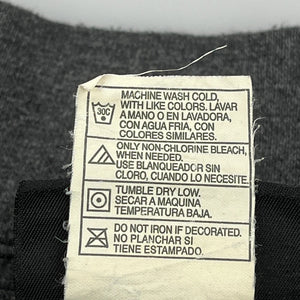 MACHINE WASH COLD,
WITH LIKE COLORS. LAVAR
30C A MANO O EN LAVADORA,
CON AGUA FRIA, CON
COLORES SIMILARES.
ONLY NON-CHLORINE BLEACH,
WHEN NEEDED.
USE BLANQUEADOR SIN
CLORO, CUANDO LO NECESITE.
TUMBLE DRY LOW.
SECAR A MAQUINA
TEMPERATURA BAJA.
DO NOT IRON IF DECORATED.
NO PLANCHAR SI
TIENE ESTAMPADO.